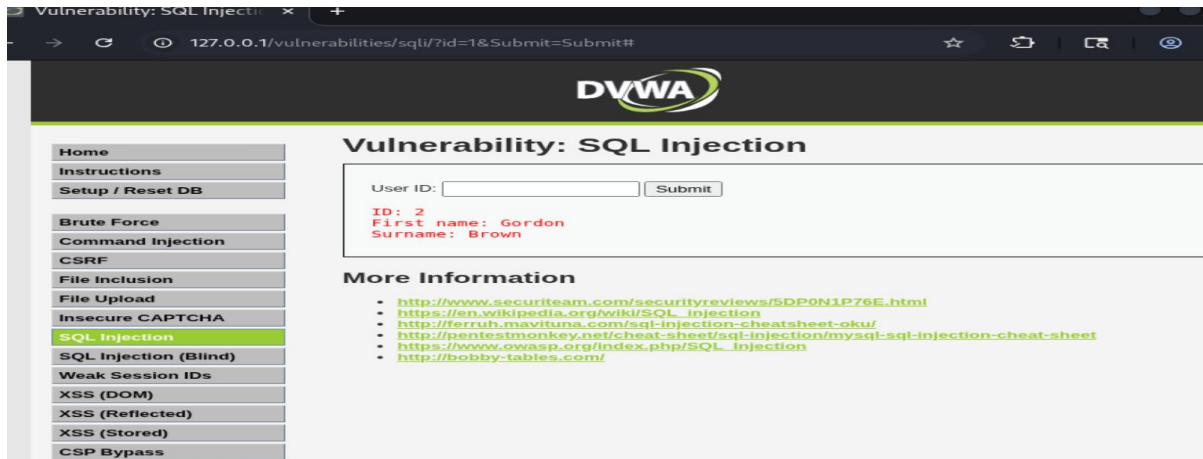 Vulnerability: SQL Injectio
127.0.0.1/vulnerabilities/sqli/?id=1&Submit=Submit#
DVWA
Home
Instructions
Setup / Reset DB
Brute Force
Command Injection
CSRF
File Inclusion
File Upload
Insecure CAPTCHA
SQL Injection
SQL Injection (Blind)
Weak Session IDs
XSS (DOM)
XSS (Reflected)
XSS (Stored)
CSP Bypass
Vulnerability: SQL Injection
User ID: Submit
ID: 2
First name: Gordon
Surname: Brown
More Information
http://www.securiteam.com/securityreviews/5DP0N1P76E.html
https://en.wikipedia.org/wiki/SQL_injection
http://ferruh.mavituna.com/sql-injection-cheatsheet-oku/
http://pentestmonkey.net/cheat-sheet/sql-injection/mysql-sql-injection-cheat-sheet
https://www.owasp.org/index.php/SQL_Injection
http://bobby-tables.com/